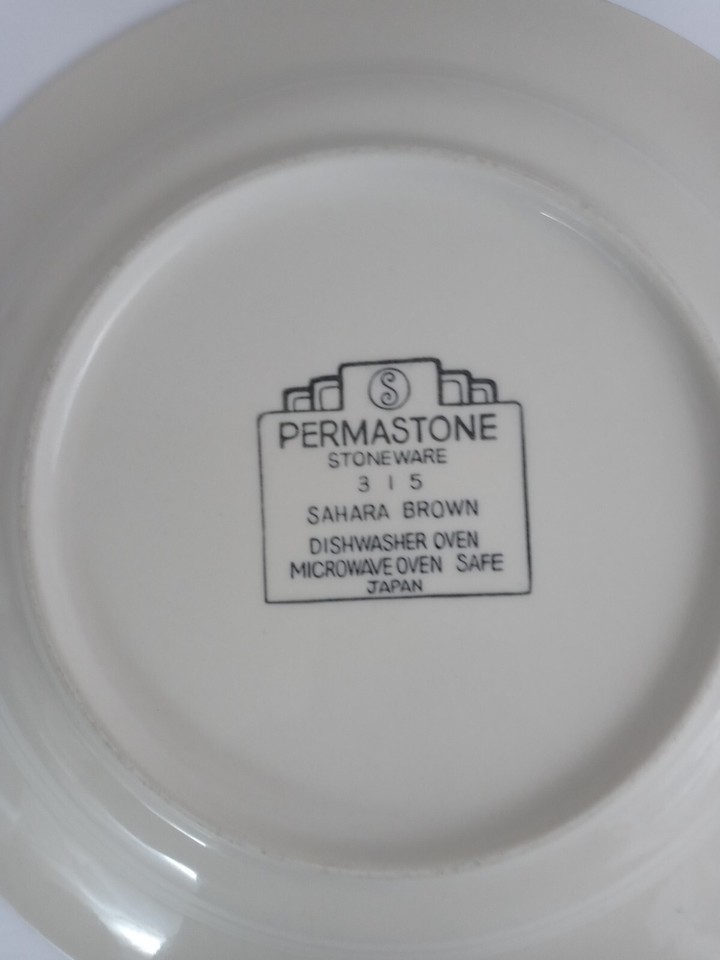 S
PERMASTONE
STONEWARE
3 1 5
SAHARA BROWN
DISHWASHER OVEN
MICROWAVE OVEN SAFE
JAPAN